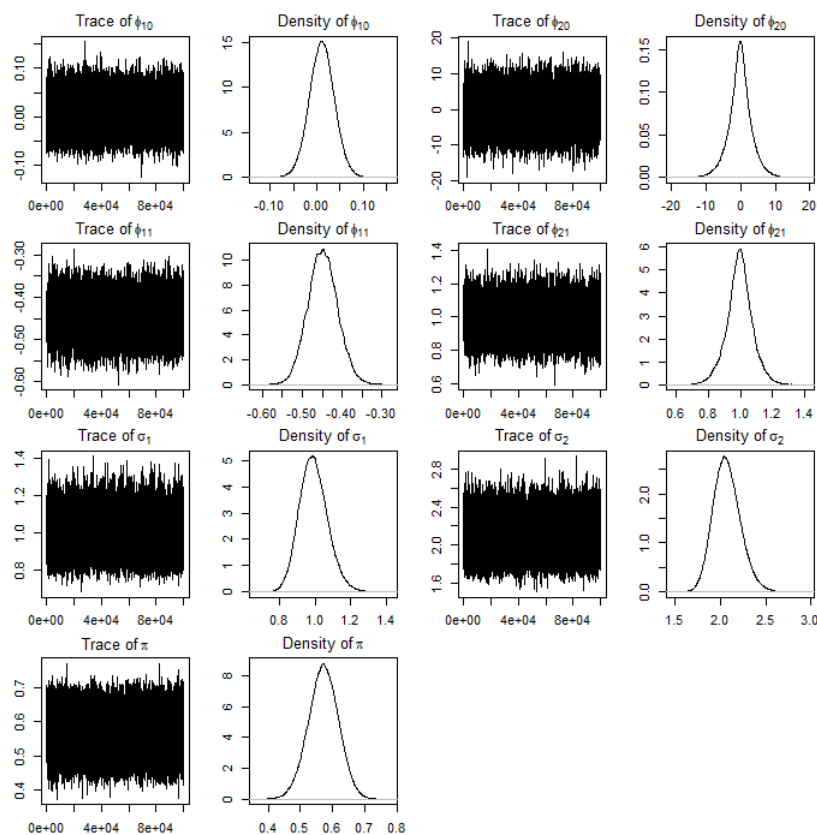 Trace of ϕ10 Density of ϕ10 Trace of ϕ20 Density of ϕ20
-0.10 0.00 0.10
0 5 10 15
-20 -10 0 10 20
0.00 0.05 0.10 0.15
0e+00 4e+04 8e+04 -0.10 0.00 0.10 0e+00 4e+04 8e+04 -20 -10 0 10 20
Trace of ϕ11 Density of ϕ11 Trace of ϕ21 Density of ϕ21
-0.60 -0.50 -0.40 -0.30
0 2 4 6 8 10
0.6 0.8 1.0 1.2 1.4
0 1 2 3 4 5 6
0e+00 4e+04 8e+04 -0.60 -0.50 -0.40 -0.30 0e+00 4e+04 8e+04 0.6 0.8 1.0 1.2 1.4
Trace of σ1 Density of σ1 Trace of σ2 Density of σ2
0.8 1.0 1.2 1.4
0 1 2 3 4 5
1.6 2.0 2.4 2.8
0.0 1.0 2.0
0e+00 4e+04 8e+04 0.8 1.0 1.2 1.4 0e+00 4e+04 8e+04 1.5 2.0 2.5 3.0
Trace of π Density of π
0.4 0.5 0.6 0.7
0 2 4 6 8
0e+00 4e+04 8e+04 0.4 0.5 0.6 0.7 0.8